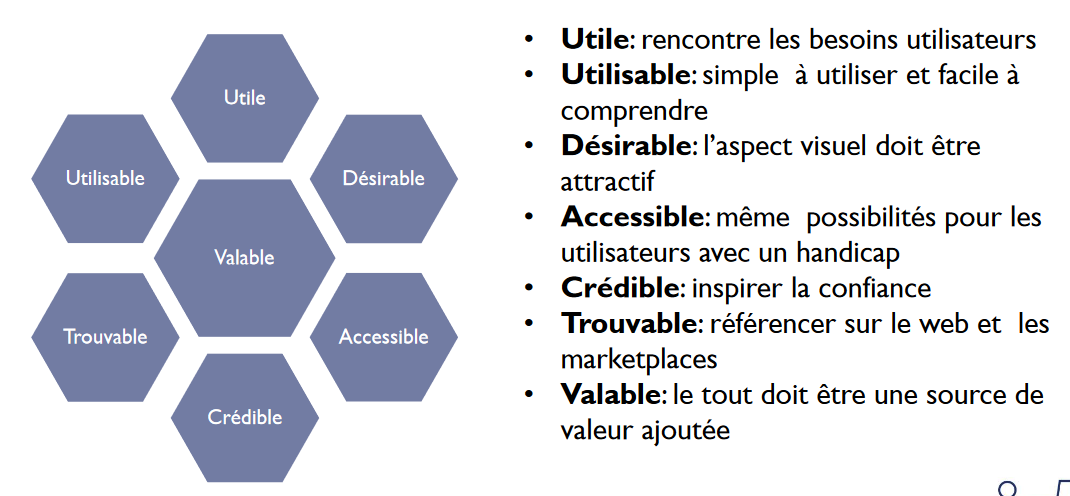 Utile
Utilisable
Désirable
Valable
Trouvable
Accessible
Crédible
• Utile: rencontre les besoins utilisateurs
• Utilisable: simple à utiliser et facile à
comprendre
• Désirable: l’aspect visuel doit être
attractif
• Accessible: même possibilités pour les
utilisateurs avec un handicap
• Crédible: inspirer la confiance
• Trouvable: référencer sur le web et les
marketplaces
• Valable: le tout doit être une source de
valeur ajoutée